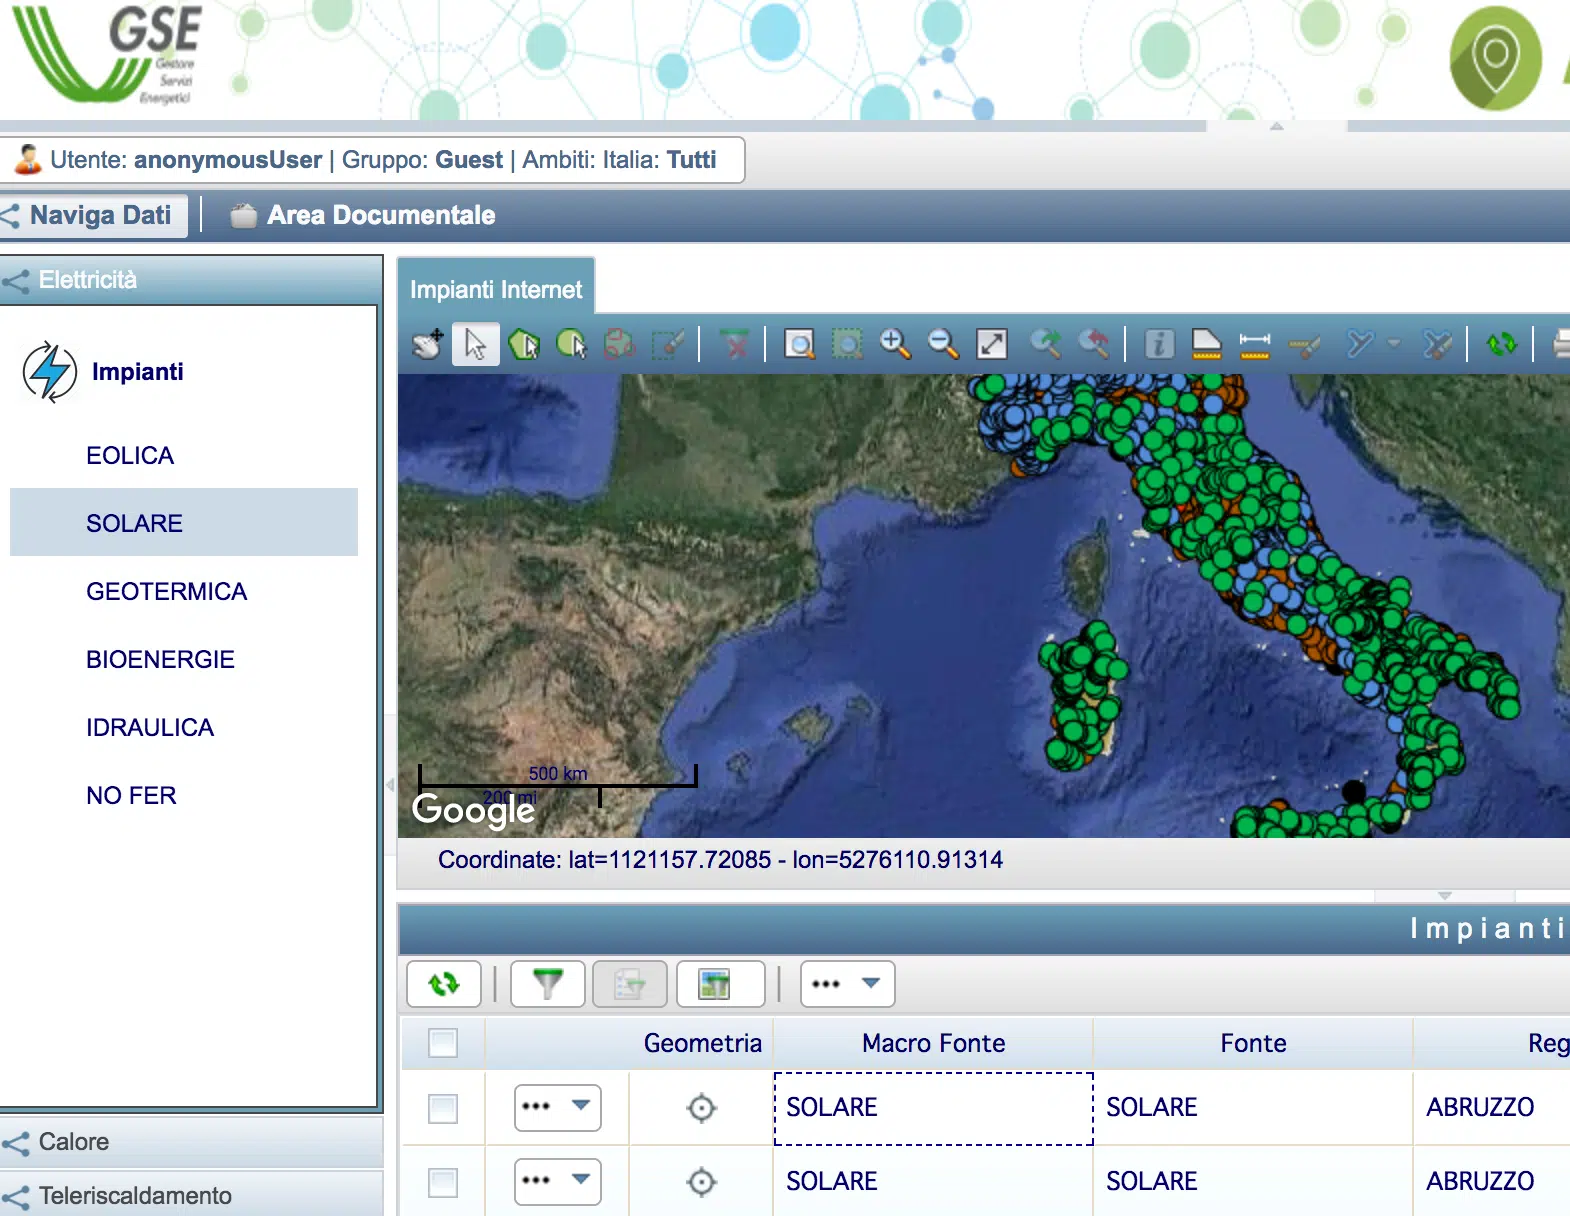 GSE
Gestore
Servizi
Energetici
Utente: anonymousUser | Gruppo: Guest | Ambiti: Italia: Tutti
Naviga Dati
Area Documentale
Elettricità
Impianti
EOLICA
SOLARE
GEOTERMICA
BIOENERGIE
IDRAULICA
NO FER
Calore
Teleriscaldamento
Impianti Internet
500 km
200 mi
Google
Coordinate: lat=1121157.72085 - lon=5276110.91314
Impianti
Geometria Macro Fonte Fonte Reg
SOLARE SOLARE ABRUZZO
SOLARE SOLARE ABRUZZO